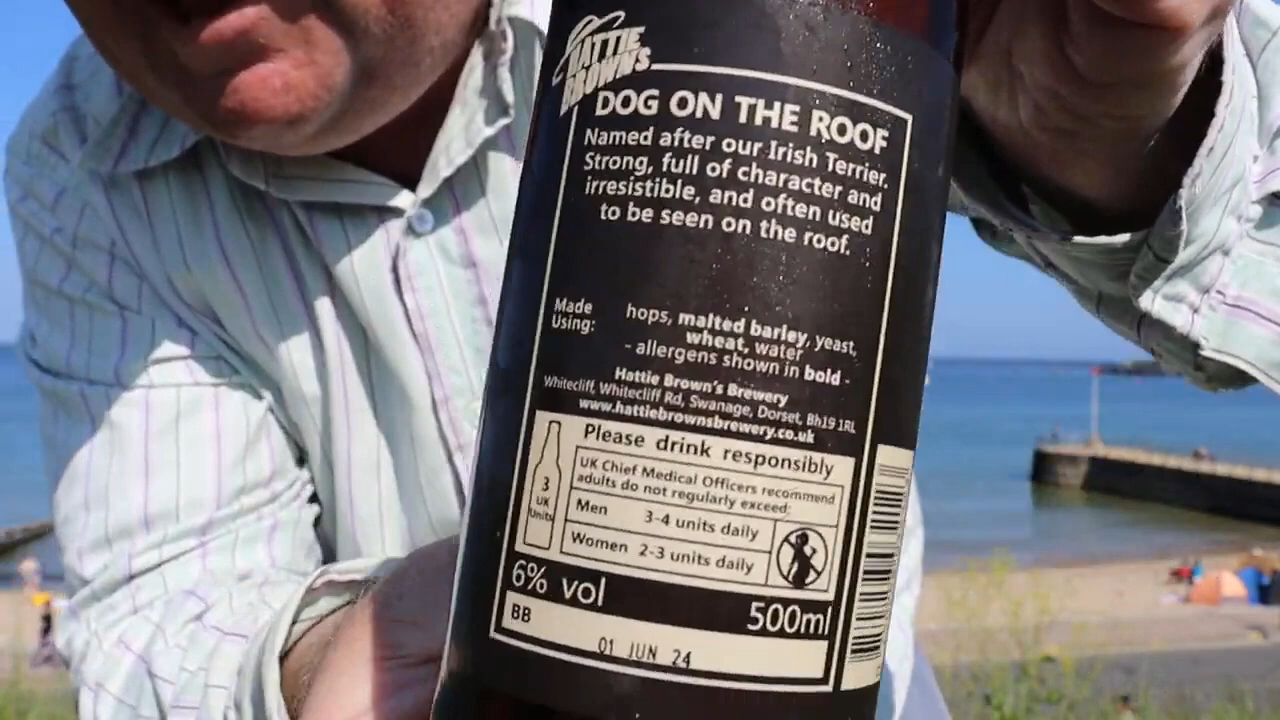 HATTIE
BROWN'S
DOG ON THE ROOF
Named after our Irish Terrier.
Strong, full of character and
irresistible, and often used
to be seen on the roof.
Made
Using:
hops, malted barley, yeast,
wheat, water
- allergens shown in bold -
Hattie Brown's Brewery
Whitecliff, Whitecliff Rd, Swanage, Dorset, Bh19 1RL
www.hattiebrownsbrewery.co.uk
Please drink responsibly
3
UK
Units
UK Chief Medical Officers recommend
adults do not regularly exceed;
Men 3-4 units daily
Women 2-3 units daily
6% vol
500ml
BB
01 JUN 24